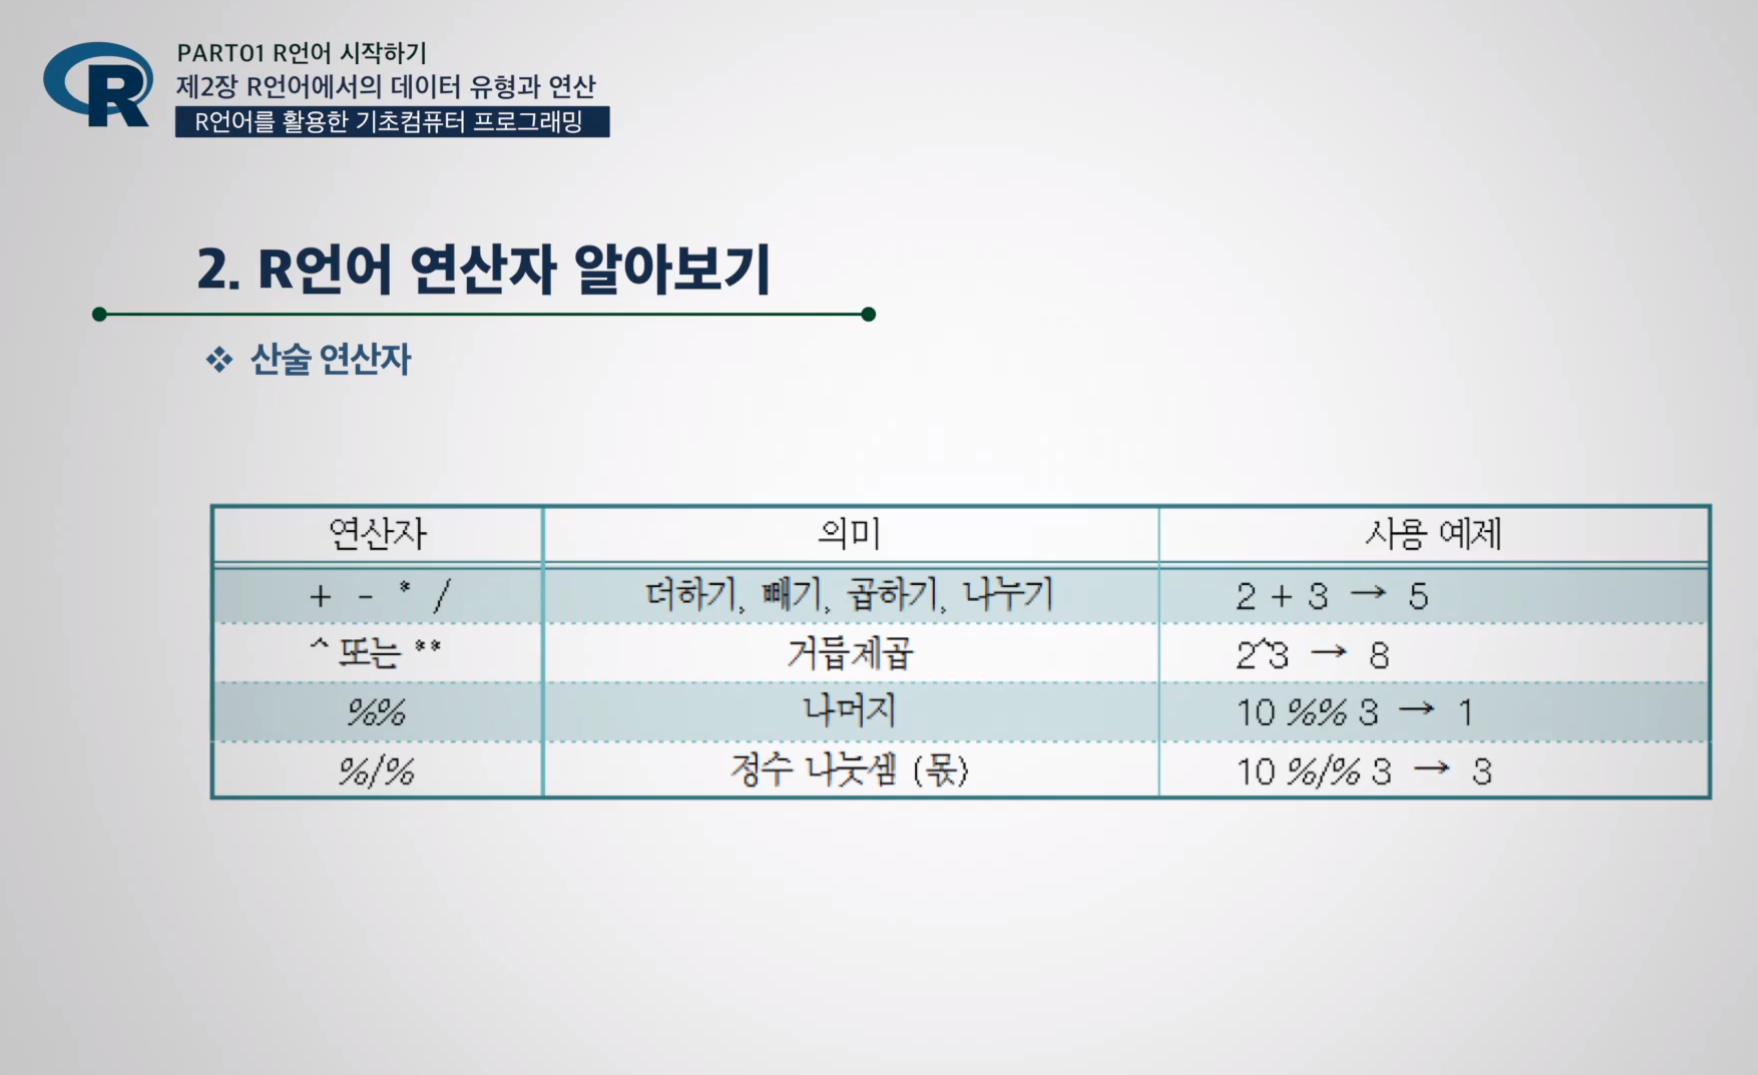 R
PART01 R언어 시작하기
제2장 R언어에서의 데이터 유형과 연산
R언어를 활용한 기초컴퓨터 프로그래밍
2. R언어 연산자 알아보기
❖ 산술 연산자
연산자 의미 사용 예제
+ - * / 더하기, 빼기, 곱하기, 나누기 2 + 3 → 5
^ 또는 ** 거듭제곱 2^3 → 8
%% 나머지 10 %% 3 → 1
%/% 정수 나눗셈 (몫) 10 %/% 3 → 3